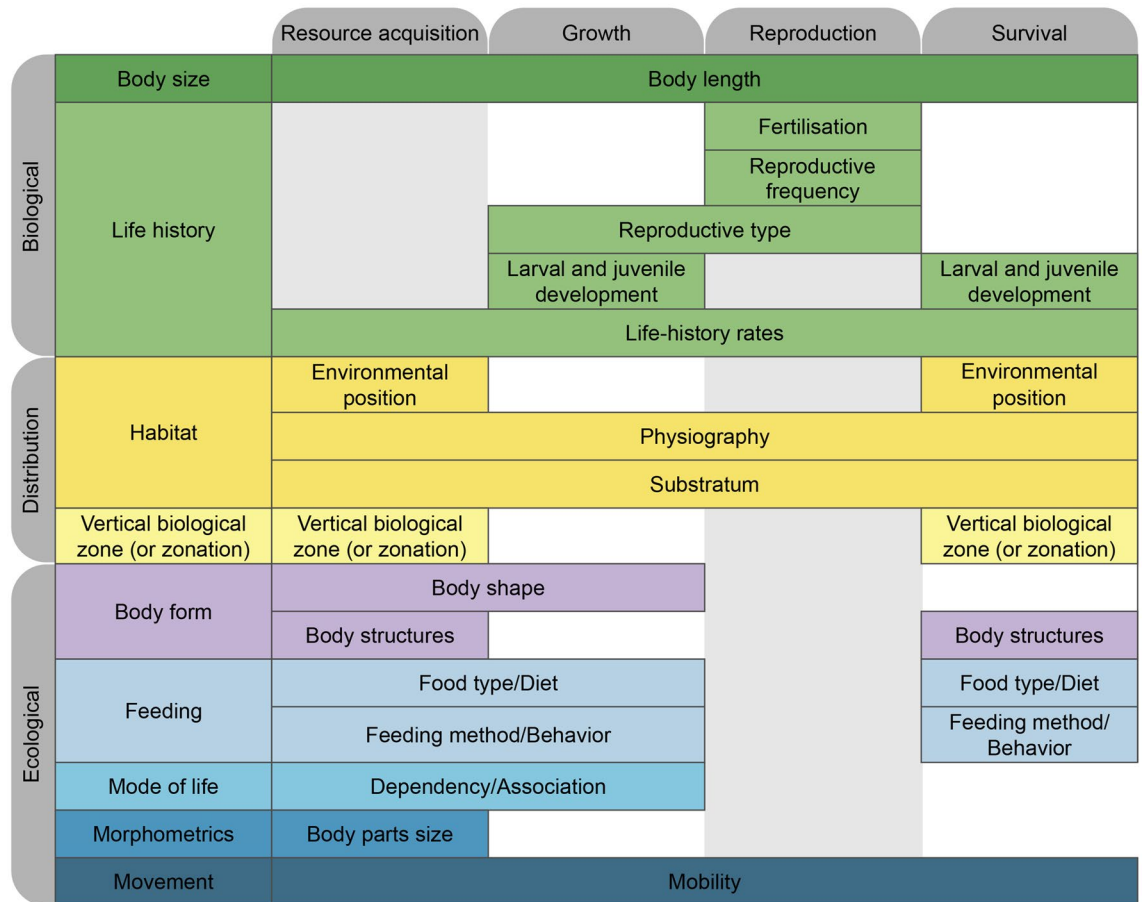 Resource acquisition
Growth
Reproduction
Survival
Biological
Body size
Body length
Life history
Fertilisation
Reproductive
frequency
Reproductive type
Larval and juvenile
development
Larval and juvenile
development
Life-history rates
Distribution
Habitat
Environmental
position
Environmental
position
Physiography
Substratum
Vertical biological
zone (or zonation)
Vertical biological
zone (or zonation)
Vertical biological
zone (or zonation)
Ecological
Body form
Body shape
Body structures
Body structures
Feeding
Food type/Diet
Food type/Diet
Feeding method/Behavior
Feeding method/
Behavior
Mode of life
Dependency/Association
Morphometrics
Body parts size
Movement
Mobility